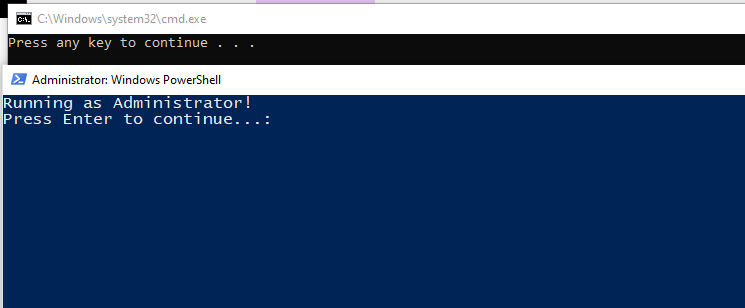 C:\Windows\system32\cmd.exe
Press any key to continue . . .
Administrator: Windows PowerShell
Running as Administrator!
Press Enter to continue...: